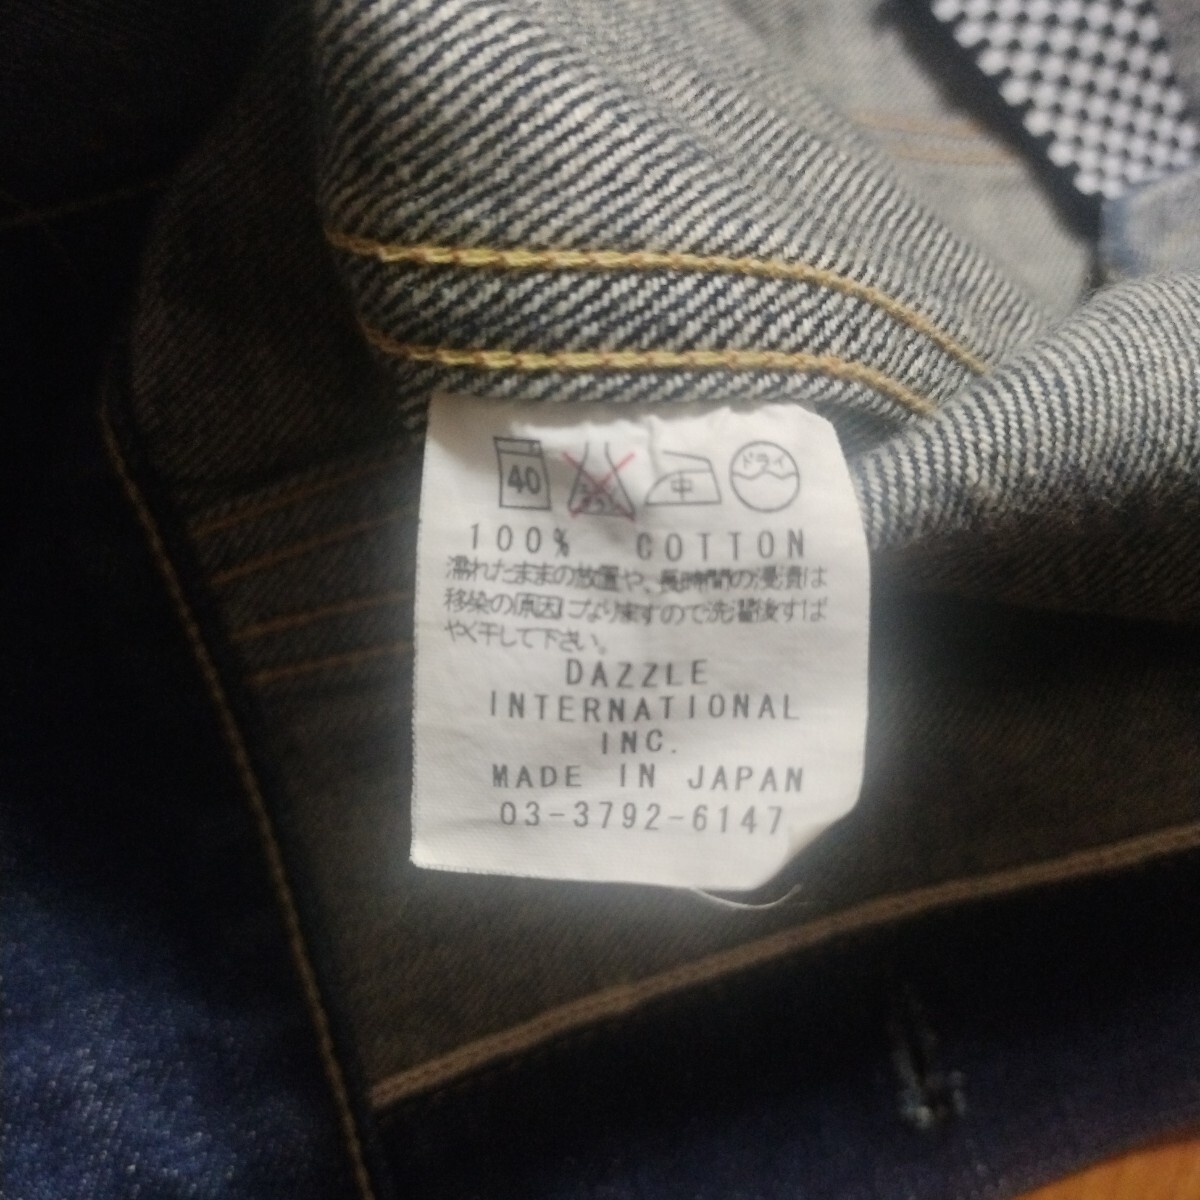 40 中 ドライ
100% COTTON
濡れたままの放置や、長時間の浸漬は
移染の原因になりますので洗濯後すば
やく干して下さい。
DAZZLE
INTERNATIONAL
INC.
MADE IN JAPAN
03-3792-6147